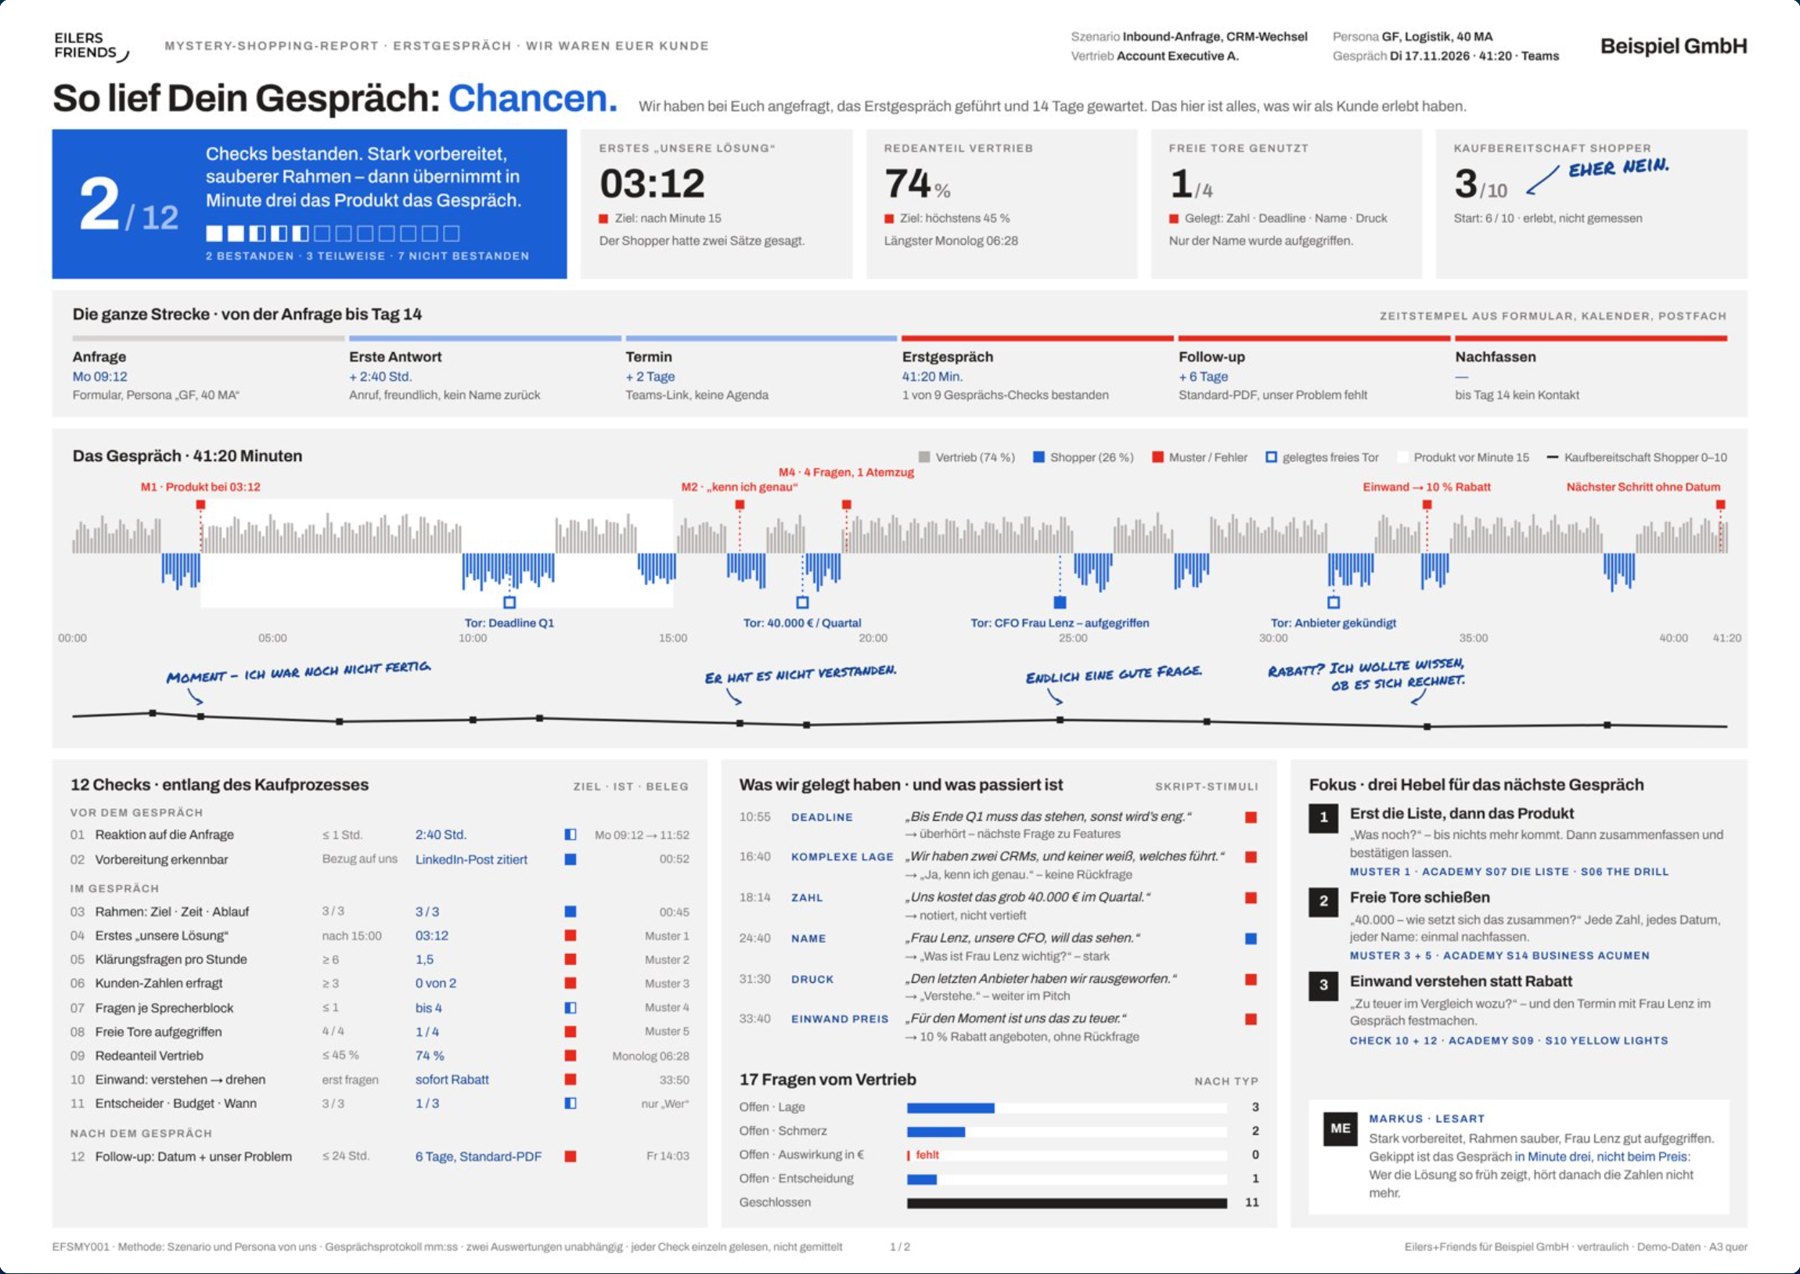 EILERS
FRIENDS
MYSTERY-SHOPPING-REPORT · ERSTGESPRÄCH · WIR WAREN EUER KUNDE
Szenario Inbound-Anfrage, CRM-Wechsel
Vertrieb Account Executive A.
Persona GF, Logistik, 40 MA
Gespräch Di 17.11.2026 · 41:20 · Teams
Beispiel GmbH
So lief Dein Gespräch: Chancen.
Wir haben bei Euch angefragt, das Erstgespräch geführt und 14 Tage gewartet. Das hier ist alles, was wir als Kunde erlebt haben.
2 / 12
Checks bestanden. Stark vorbereitet,
sauberer Rahmen – dann übernimmt in
Minute drei das Produkt das Gespräch.
2 BESTANDEN · 3 TEILWEISE · 7 NICHT BESTANDEN
ERSTES „UNSERE LÖSUNG“
03:12
Ziel: nach Minute 15
Der Shopper hatte zwei Sätze gesagt.
REDEANTEIL VERTRIEB
74 %
Ziel: höchstens 45 %
Längster Monolog 06:28
FREIE TORE GENUTZT
1 /4
Gelegt: Zahl · Deadline · Name · Druck
Nur der Name wurde aufgegriffen.
KAUFBEREITSCHAFT SHOPPER
EHER NEIN.
3 /10
Start: 6 / 10 · erlebt, nicht gemessen
Die ganze Strecke · von der Anfrage bis Tag 14
ZEITSTEMPEL AUS FORMULAR, KALENDER, POSTFACH
Anfrage
Mo 09:12
Formular, Persona „GF, 40 MA“
Erste Antwort
+ 2:40 Std.
Anruf, freundlich, kein Name zurück
Termin
+ 2 Tage
Teams-Link, keine Agenda
Erstgespräch
41:20 Min.
1 von 9 Gesprächs-Checks bestanden
Follow-up
+ 6 Tage
Standard-PDF, unser Problem fehlt
Nachfassen
—
bis Tag 14 kein Kontakt
Das Gespräch · 41:20 Minuten
Vertrieb (74 %) Shopper (26 %) Muster / Fehler gelegtes freies Tor Produkt vor Minute 15 Kaufbereitschaft Shopper 0–10
M4 · 4 Fragen, 1 Atemzug
M1 · Produkt bei 03:12
M2 · „kenn ich genau“
Einwand → 10 % Rabatt
Nächster Schritt ohne Datum
Tor: Deadline Q1
Tor: 40.000 € / Quartal
Tor: CFO Frau Lenz – aufgegriffen
Tor: Anbieter gekündigt
00:00 05:00 10:00 15:00 20:00 25:00 30:00 35:00 40:00 41:20
MOMENT – ICH WAR NOCH NICHT FERTIG.
ER HAT ES NICHT VERSTANDEN.
ENDLICH EINE GUTE FRAGE.
RABATT? ICH WOLLTE WISSEN,
OB ES SICH RECHNET.
12 Checks · entlang des Kaufprozesses
ZIEL · IST · BELEG
VOR DEM GESPRÄCH
01 Reaktion auf die Anfrage ≤ 1 Std. 2:40 Std. Mo 09:12 → 11:52
02 Vorbereitung erkennbar Bezug auf uns LinkedIn-Post zitiert 00:52
IM GESPRÄCH
03 Rahmen: Ziel · Zeit · Ablauf 3 / 3 3 / 3 00:45
04 Erstes „unsere Lösung“ nach 15:00 03:12 Muster 1
05 Klärungsfragen pro Stunde ≥ 6 1,5 Muster 2
06 Kunden-Zahlen erfragt ≥ 3 0 von 2 Muster 3
07 Fragen je Sprecherblock ≤ 1 bis 4 Muster 4
08 Freie Tore aufgegriffen 4 / 4 1 / 4 Muster 5
09 Redeanteil Vertrieb ≤ 45 % 74 % Monolog 06:28
10 Einwand: verstehen → drehen erst fragen sofort Rabatt 33:50
11 Entscheider · Budget · Wann 3 / 3 1 / 3 nur „Wer“
NACH DEM GESPRÄCH
12 Follow-up: Datum + unser Problem ≤ 24 Std. 6 Tage, Standard-PDF Fr 14:03
Was wir gelegt haben · und was passiert ist
SKRIPT-STIMULI
10:55 DEADLINE „Bis Ende Q1 muss das stehen, sonst wird’s eng.“
→ überhört – nächste Frage zu Features
16:40 KOMPLEXE LAGE „Wir haben zwei CRMs, und keiner weiß, welches führt.“
→ „Ja, kenn ich genau.“ – keine Rückfrage
18:14 ZAHL „Uns kostet das grob 40.000 € im Quartal.“
→ notiert, nicht vertieft
24:40 NAME „Frau Lenz, unsere CFO, will das sehen.“
→ „Was ist Frau Lenz wichtig?“ – stark
31:30 DRUCK „Den letzten Anbieter haben wir rausgeworfen.“
→ „Verstehe.“ – weiter im Pitch
33:40 EINWAND PREIS „Für den Moment ist uns das zu teuer.“
→ 10 % Rabatt angeboten, ohne Rückfrage
17 Fragen vom Vertrieb
NACH TYP
Offen · Lage 3
Offen · Schmerz 2
Offen · Auswirkung in € fehlt 0
Offen · Entscheidung 1
Geschlossen 11
Fokus · drei Hebel für das nächste Gespräch
1 Erst die Liste, dann das Produkt
„Was noch?“ – bis nichts mehr kommt. Dann zusammenfassen und
bestätigen lassen.
MUSTER 1 · ACADEMY S07 DIE LISTE · S06 THE DRILL
2 Freie Tore schießen
„40.000 – wie setzt sich das zusammen?“ Jede Zahl, jedes Datum,
jeder Name: einmal nachfassen.
MUSTER 3 + 5 · ACADEMY S14 BUSINESS ACUMEN
3 Einwand verstehen statt Rabatt
„Zu teuer im Vergleich wozu?“ – und den Termin mit Frau Lenz im
Gespräch festmachen.
CHECK 10 + 12 · ACADEMY S09 · S10 YELLOW LIGHTS
ME
MARKUS · LESART
Stark vorbereitet, Rahmen sauber, Frau Lenz gut aufgegriffen.
Gekippt ist das Gespräch in Minute drei, nicht beim Preis:
Wer die Lösung so früh zeigt, hört danach die Zahlen nicht
mehr.
EFSMY001 · Methode: Szenario und Persona von uns · Gesprächsprotokoll mm:ss · zwei Auswertungen unabhängig · jeder Check einzeln gelesen, nicht gemittelt
1 / 2
Eilers+Friends für Beispiel GmbH · vertraulich · Demo-Daten · A3 quer